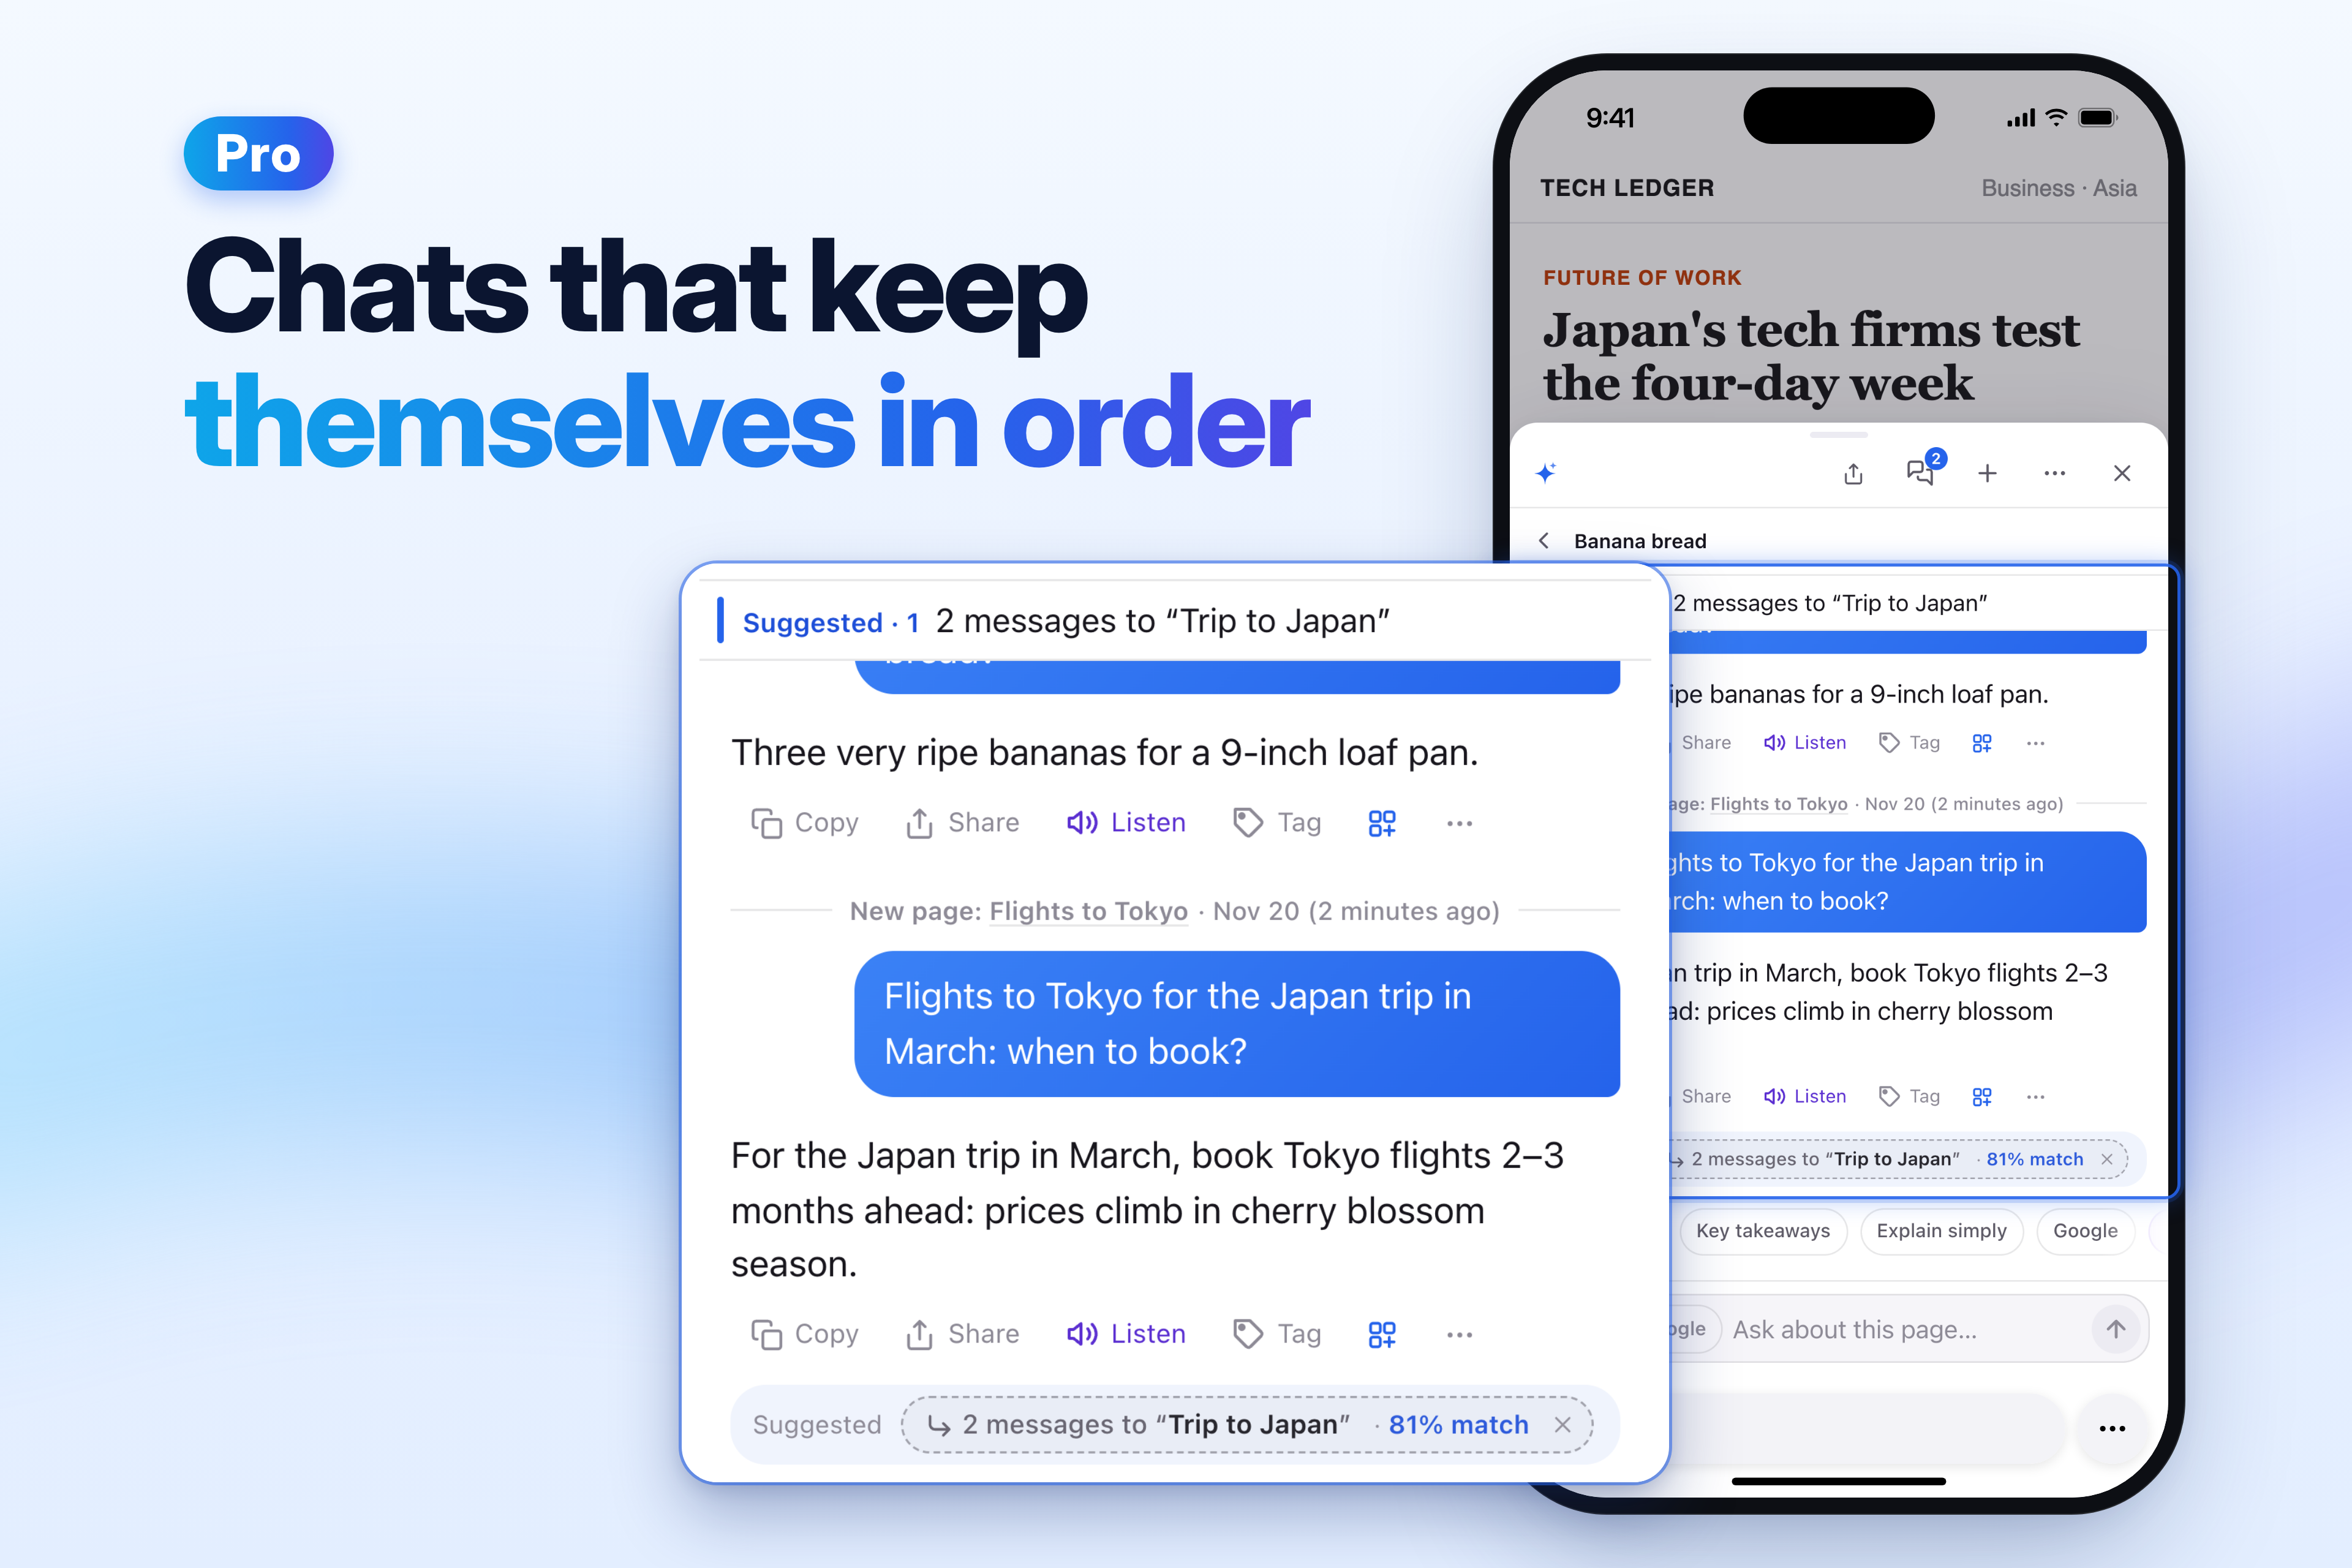 Pro
Chats that keep
themselves in order
9:41
TECH LEDGER
Business · Asia
FUTURE OF WORK
Japan's tech firms test
the four-day week
2
Banana bread
2 messages to “Trip to Japan”
ripe bananas for a 9-inch loaf pan.
Share
Listen
Tag
Flights to Tokyo · Nov 20 (2 minutes ago)
to Tokyo for the Japan trip in
when to book?
trip in March, book Tokyo flights 2–3
prices climb in cherry blossom
Share
Listen
Tag
2 messages to “Trip to Japan” · 81% match
Key takeaways
Explain simply
Google
Ask about this page...
Suggested · 1 2 messages to “Trip to Japan”
Three very ripe bananas for a 9-inch loaf pan.
Copy
Share
Listen
Tag
New page: Flights to Tokyo · Nov 20 (2 minutes ago)
Flights to Tokyo for the Japan trip in
March: when to book?
For the Japan trip in March, book Tokyo flights 2–3
months ahead: prices climb in cherry blossom
season.
Copy
Share
Listen
Tag
Suggested
2 messages to “Trip to Japan” · 81% match